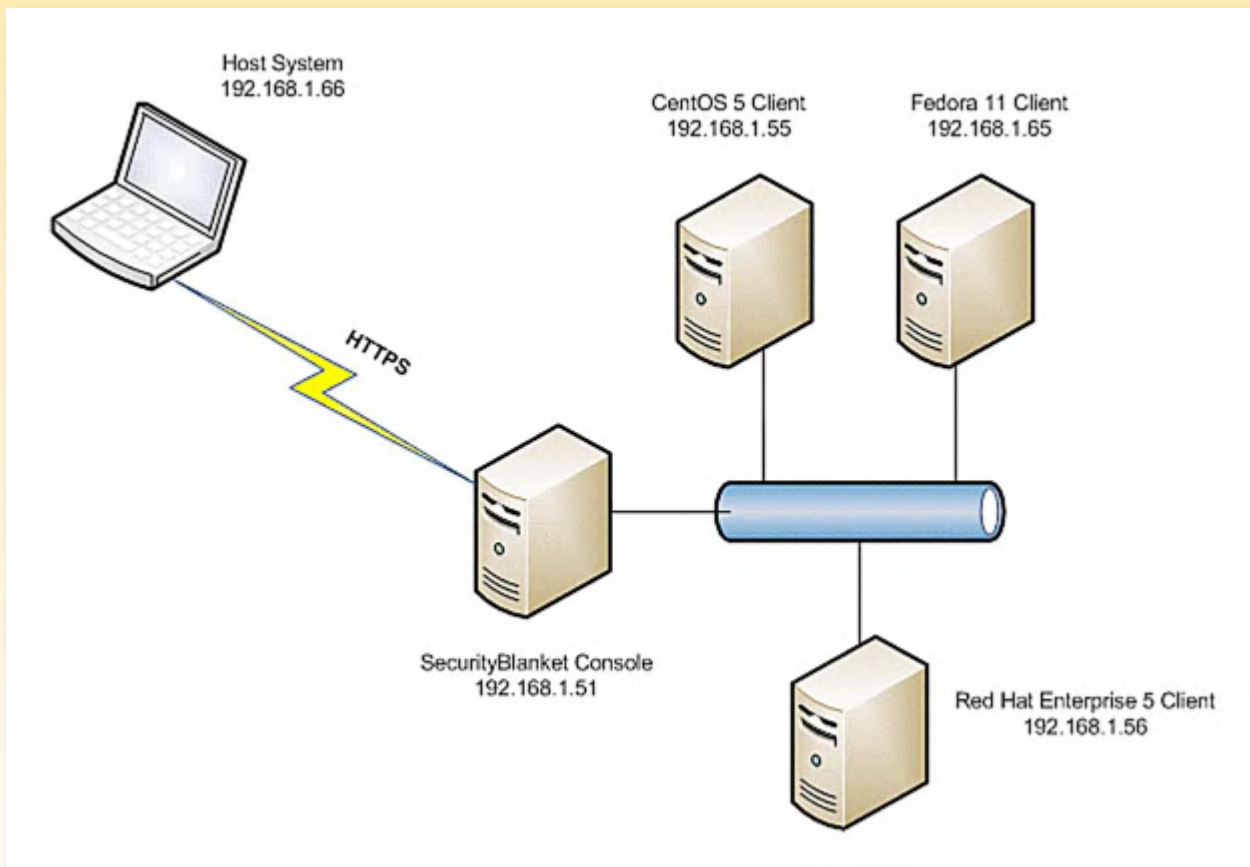 Host System
192.168.1.66
CentOS 5 Client
192.168.1.55
Fedora 11 Client
192.168.1.65
HTTPS
SecurityBlanket Console
192.168.1.51
Red Hat Enterprise 5 Client
192.168.1.56